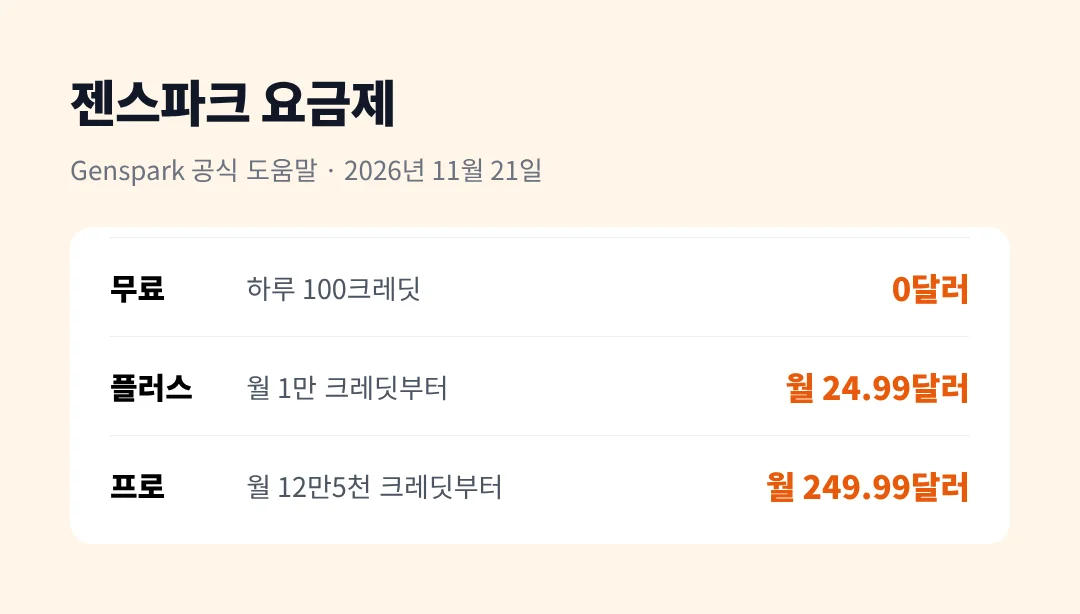 젠스파크 요금제
Genspark 공식 도움말 · 2026년 11월 21일
무료 하루 100크레딧 0달러
플러스 월 1만 크레딧부터 월 24.99달러
프로 월 12만5천 크레딧부터 월 249.99달러